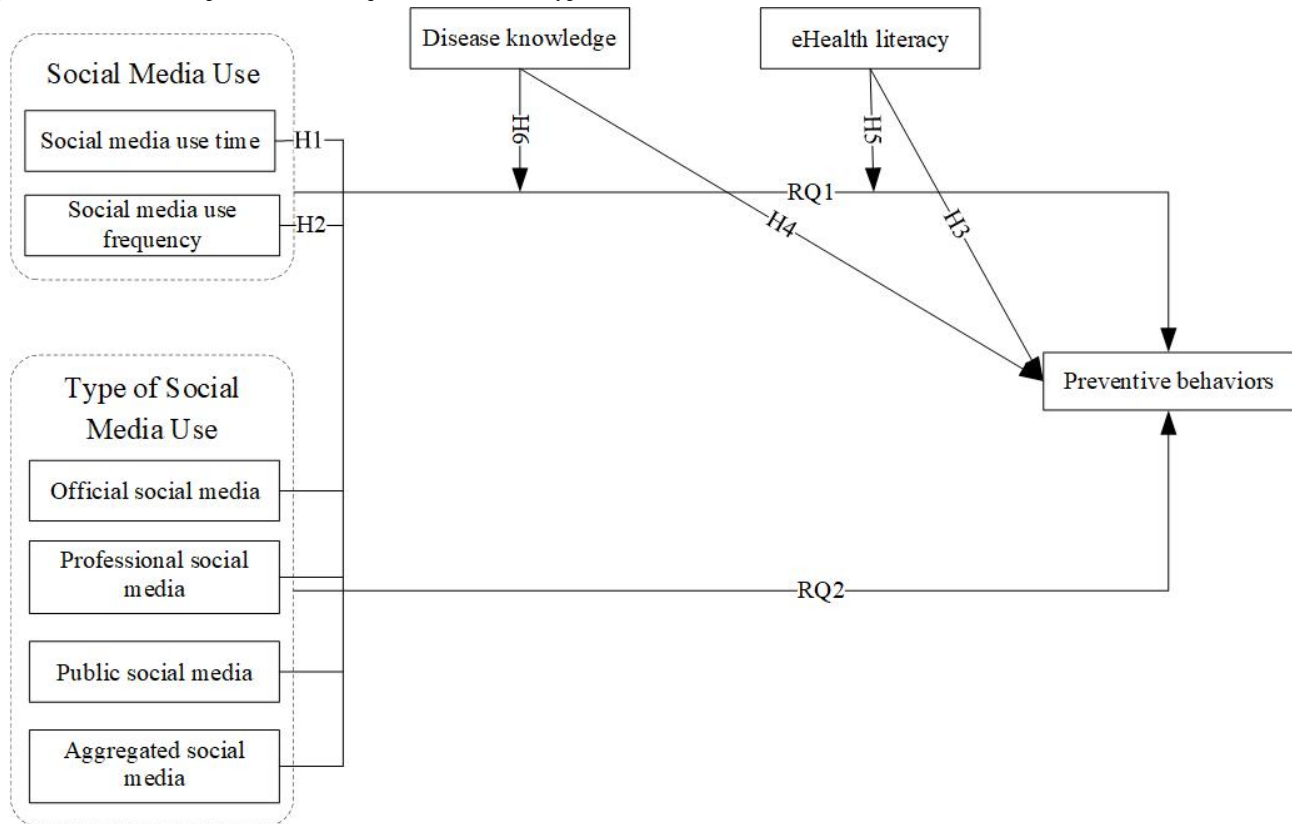 Disease knowledge
eHealth literacy
Social Media Use
Social media use time
H1
H6
H5
Social media use
frequency
H2
RQ1
H4
H3
Type of Social
Media Use
Preventive behaviors
Official social media
Professional social
media
RQ2
Public social media
Aggregated social
media